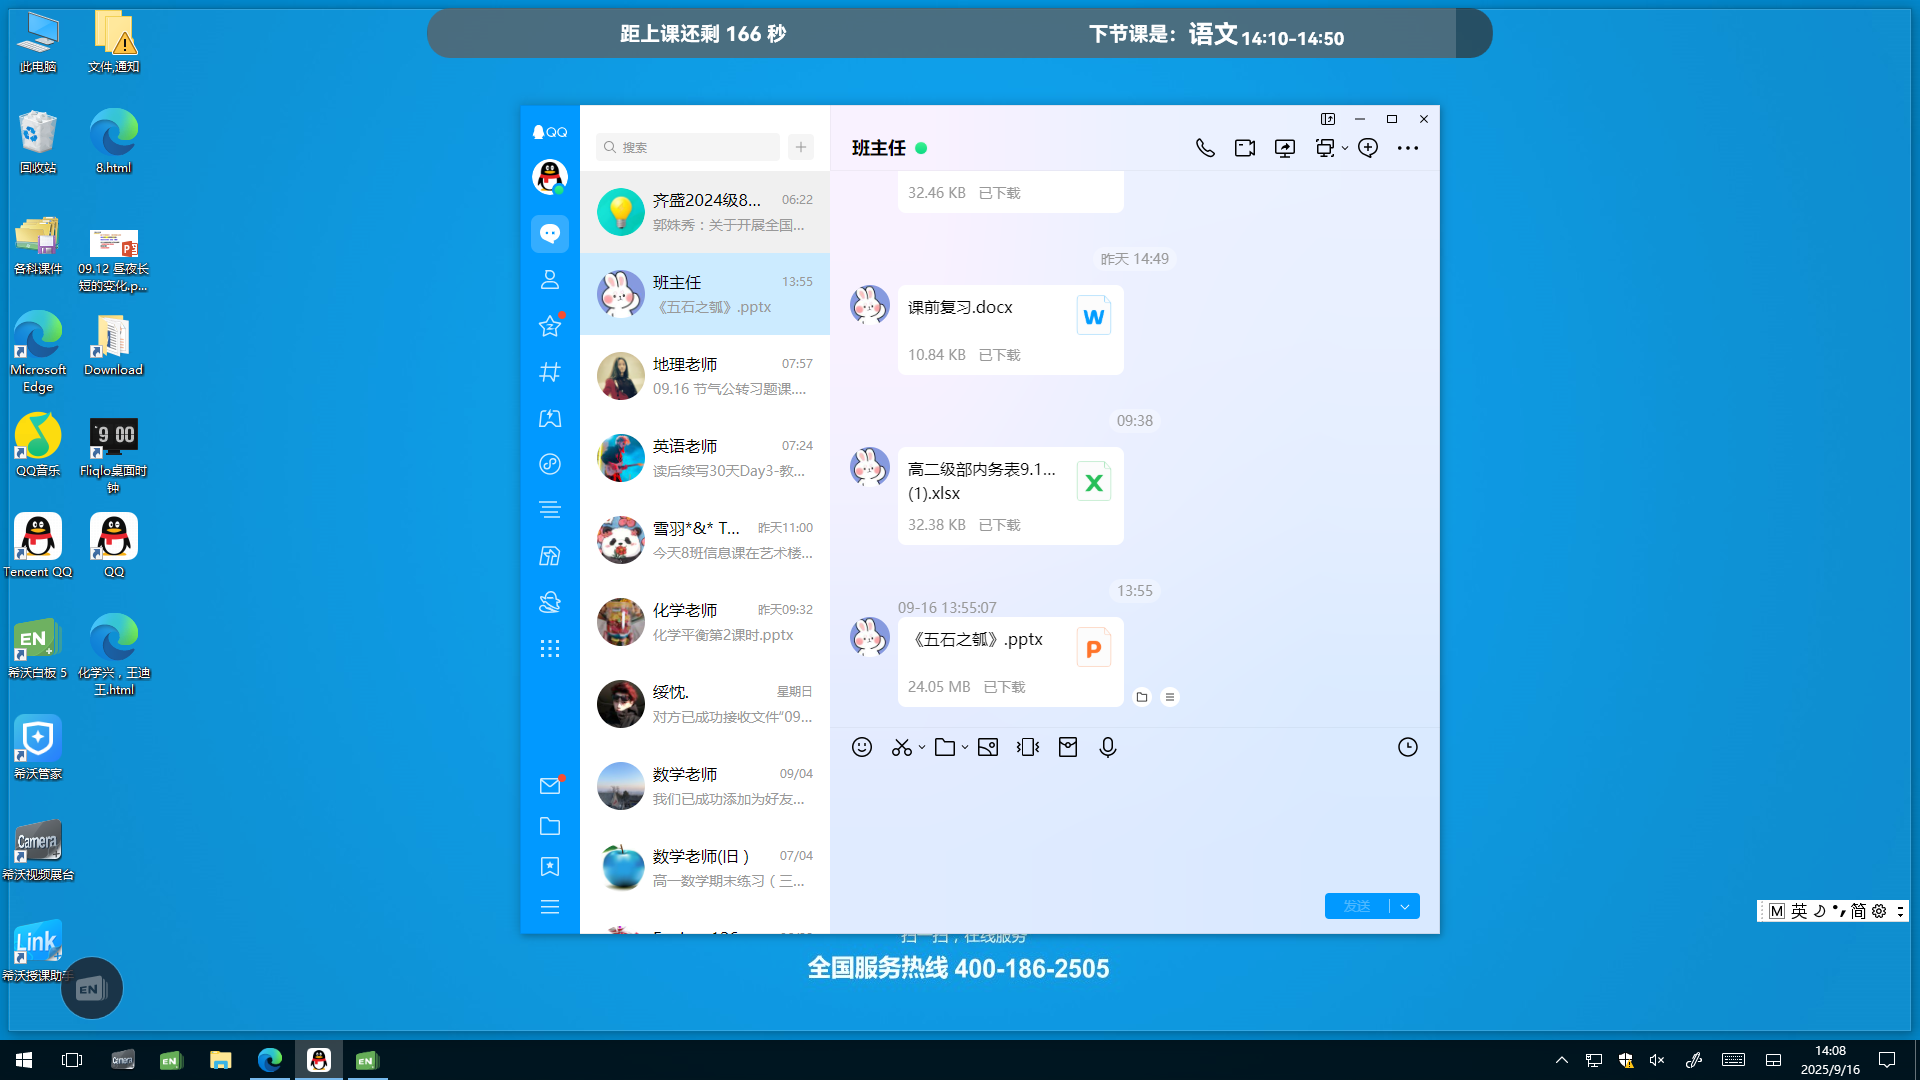 距上课还剩 166 秒
下节课是：语文 14:10-14:50
此电脑
文件,通知
回收站
8.html
各科课件
09.12 昼夜长
短的变化.p...
Microsoft
Edge
Download
QQ音乐
9 00
Fliqlo桌面时
钟
Tencent QQ
QQ
EN
希沃白板 5
化学兴，王迪
王.html
希沃管家
Camera
希沃视频展台
Link
希沃授课助手
EN
QQ
搜索
齐盛2024级8...
06:22
郭姝秀：关于开展全国...
班主任
13:55
《五石之瓠》.pptx
地理老师
07:57
09.16 节气公转习题课....
英语老师
07:24
读后续写30天Day3-教...
雪羽*&* T...
昨天11:00
今天8班信息课在艺术楼...
化学老师
昨天09:32
化学平衡第2课时.pptx
绥忱.
星期日
对方已成功接收文件“09...
数学老师
09/04
我们已成功添加为好友...
数学老师(旧 )
07/04
高一数学期末练习（三...
班主任
32.46 KB 已下载
昨天 14:49
课前复习.docx
W
10.84 KB 已下载
09:38
高二级部内务表9.1...
(1).xlsx
X
32.38 KB 已下载
13:55
09-16 13:55:07
《五石之瓠》.pptx
P
24.05 MB 已下载
发送
扫一扫，在线服务
全国服务热线 400-186-2505
M 英 简
Camera
EN
EN
14:08
2025/9/16